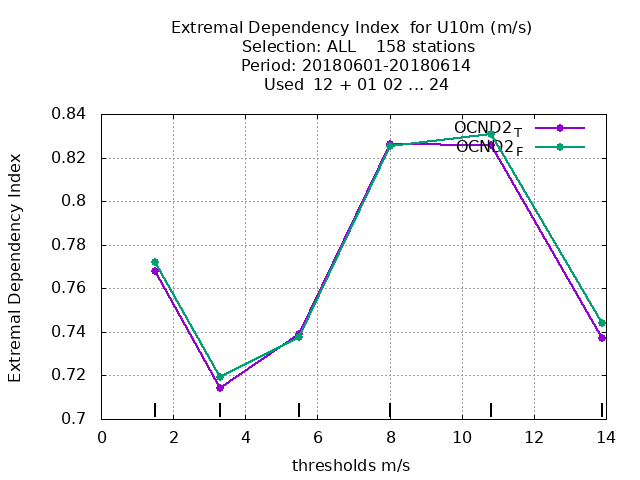 Extremal Dependency Index  for U10m (m/s)
Selection: ALL    158 stations
Period: 20180601-20180614
Used  12 + 01 02 ... 24
OCND2T
OCND2F
0.84
0.82
0.8
0.78
0.76
0.74
0.72
0.7
Extremal Dependency Index
0 2 4 6 8 10 12 14
thresholds m/s